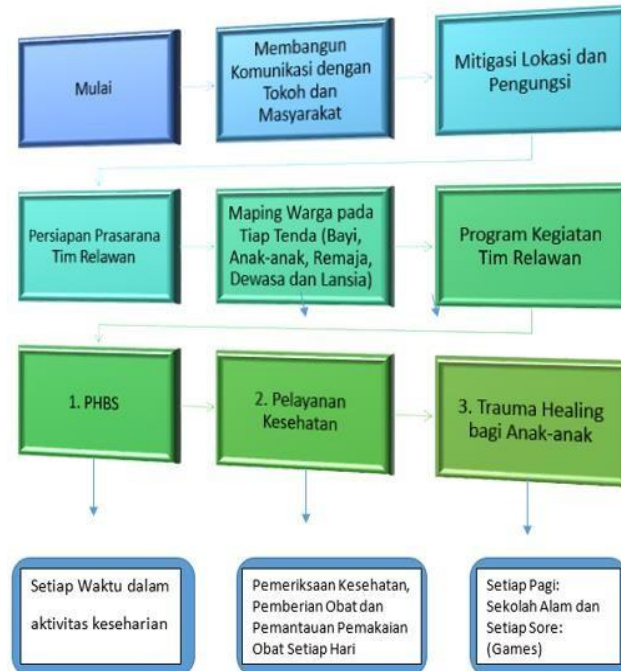 Mulai
Membangun
Komunikasi dengan
Tokoh dan
Masyarakat
Mitigasi Lokasi dan
Pengungsi
Persiapan Prasarana
Tim Relawan
Maping Warga pada
Tiap Tenda (Bayi,
Anak-anak, Remaja,
Dewasa dan Lansia)
Program Kegiatan
Tim Relawan
1. PHBS
2. Pelayanan
Kesehatan
3. Trauma Healing
bagi Anak-anak
Setiap Waktu dalam
aktivitas keseharian
Pemeriksaan Kesehatan,
Pemberian Obat dan
Pemantauan Pemakaian
Obat Setiap Hari
Setiap Pagi:
Sekolah Alam dan
Setiap Sore:
(Games)